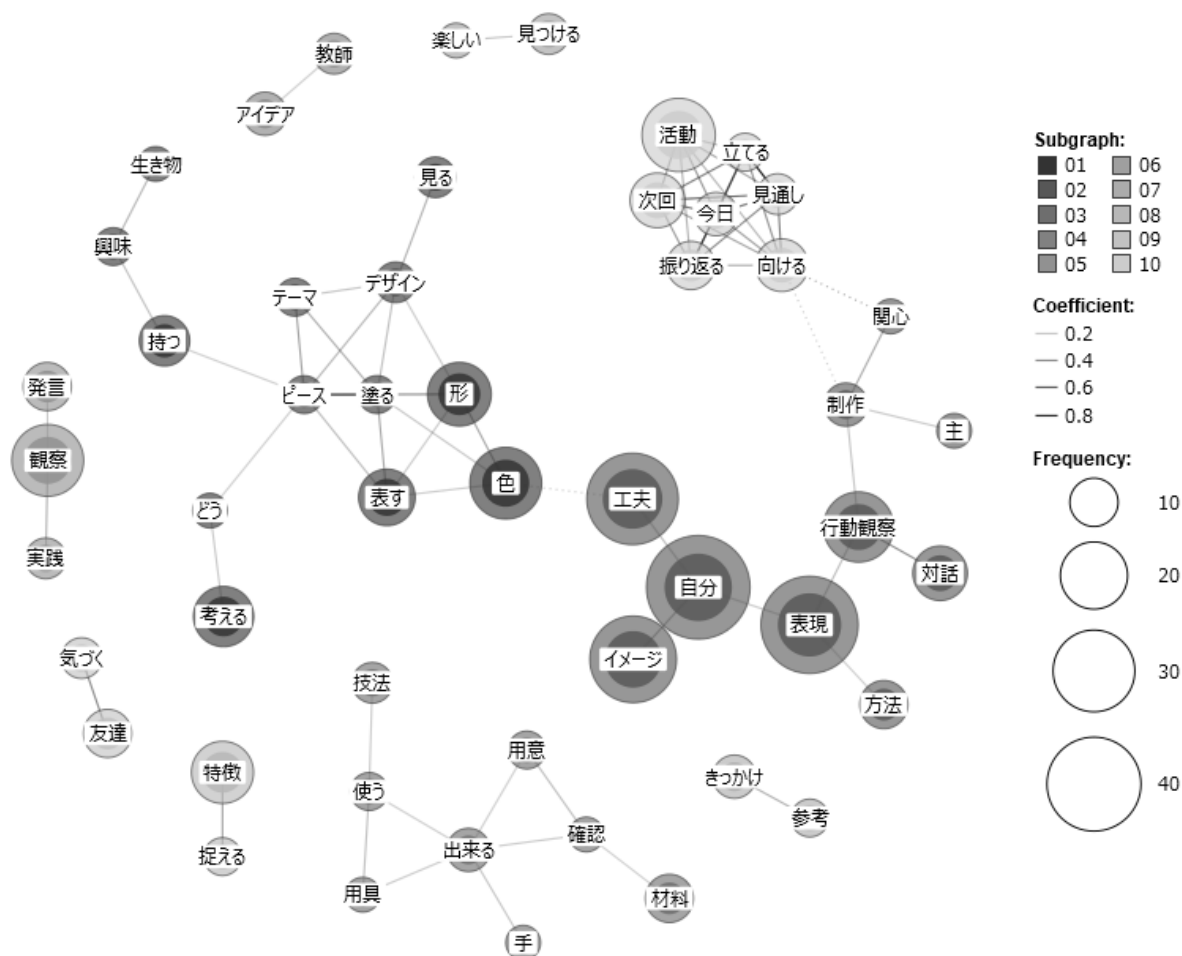 楽しい
見つける
教師
アイデア
生き物
興味
持つ
見る
デザイン
テーマ
ピース
塗る
形
表す
色
どう
考える
発言
観察
実践
気づく
友達
特徴
捉える
技法
使う
用具
出来る
用意
確認
材料
手
きっかけ
参考
工夫
自分
イメージ
表現
方法
行動観察
対話
制作
主
関心
活動
立てる
次回
今日
見通し
振り返る
向ける
Subgraph:
01 06
02 07
03 08
04 09
05 10
Coefficient:
0.2
0.4
0.6
0.8
Frequency:
10
20
30
40